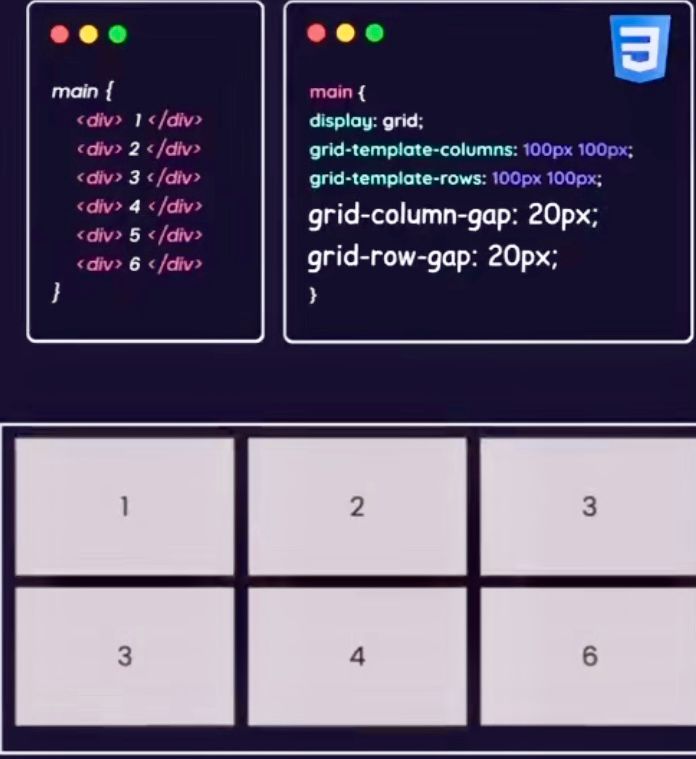 main {
<div> 1 </div>
<div> 2 </div>
<div> 3 </div>
<div> 4 </div>
<div> 5 </div>
<div> 6 </div>
}
3
main {
display: grid;
grid-template-columns: 100px 100px;
grid-template-rows: 100px 100px;
grid-column-gap: 20px;
grid-row-gap: 20px;
}
1 2 3
3 4 6